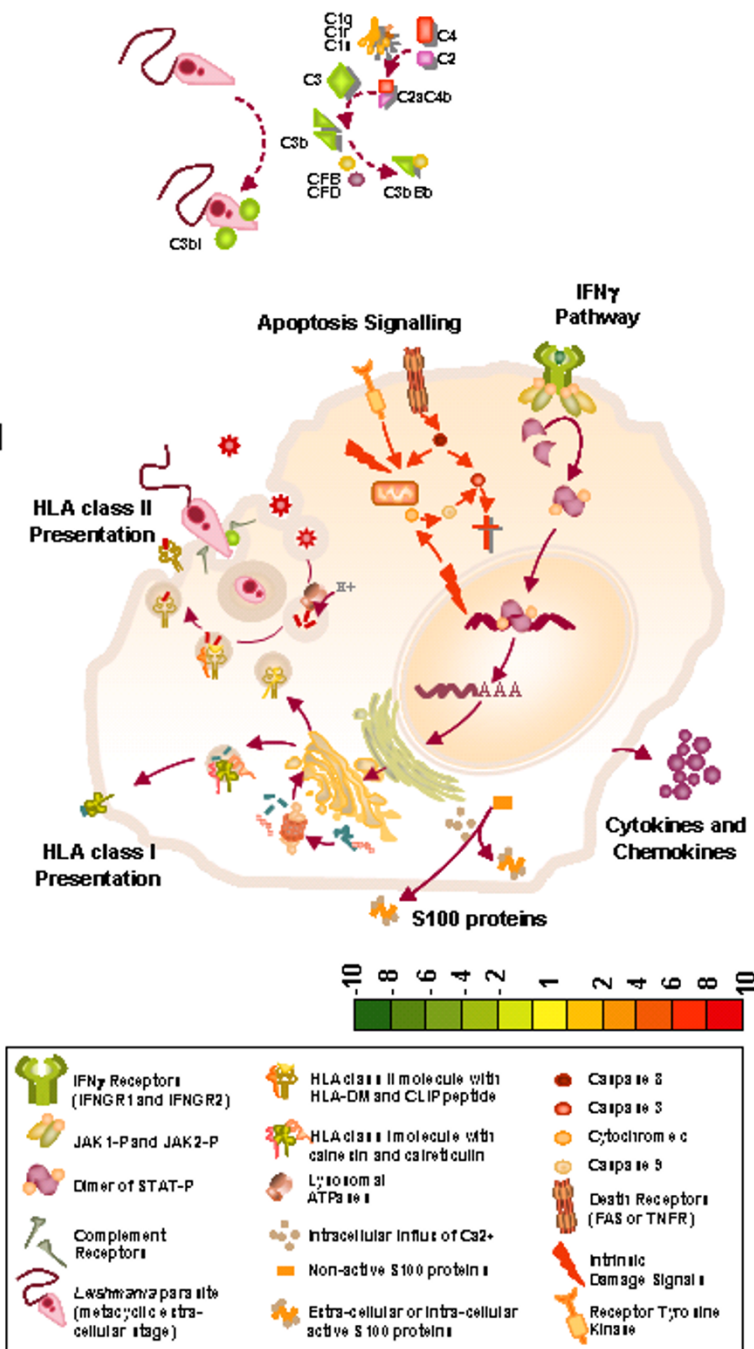 C1q
C1r
C1s
C4
C2
C3
C2aC4b
C3b
CFB
CFD
C3bBb
C3bi
IFNγ
Pathway
Apoptosis Signalling
HLA class II
Presentation
H+
AAA
HLA class I
Presentation
Cytokines and
Chemokines
S100 proteins
-10
-8
-6
-4
-2
1
2
4
6
8
10
IFNγ Receptors
(IFNGR1 and IFNGR2)
JAK1-P and JAK2-P
Dimer of STAT-P
Complement
Receptors
Leishmania parasite
(metacyclic extra-
cellular stage)
HLA class II molecule with
HLA-DM and CLIP peptide
HLA class I molecule with
calnexin and calreticulin
Lysosomal
ATPases
Intracellular Influx of Ca2+
Non-active S100 proteins
Extra-cellular or intra-cellular
active S100 proteins
Caspase 8
Caspase 3
Cytochrome c
Caspase 9
Death Receptors
(FAS or TNFR)
Intrinsic
Damage Signals
Receptor Tyrosine
Kinase